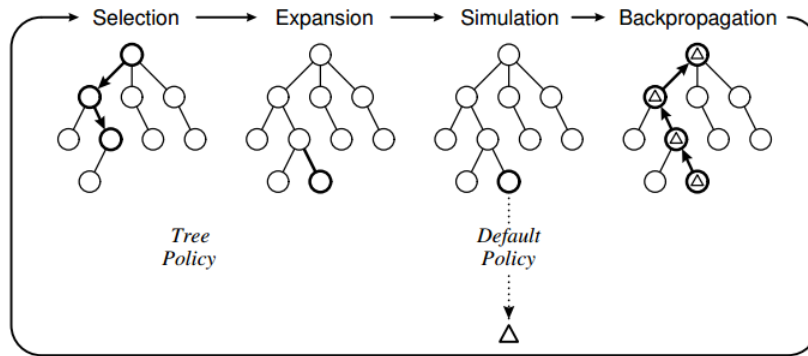 Selection Expansion Simulation Backpropagation
Tree Default
Policy Policy